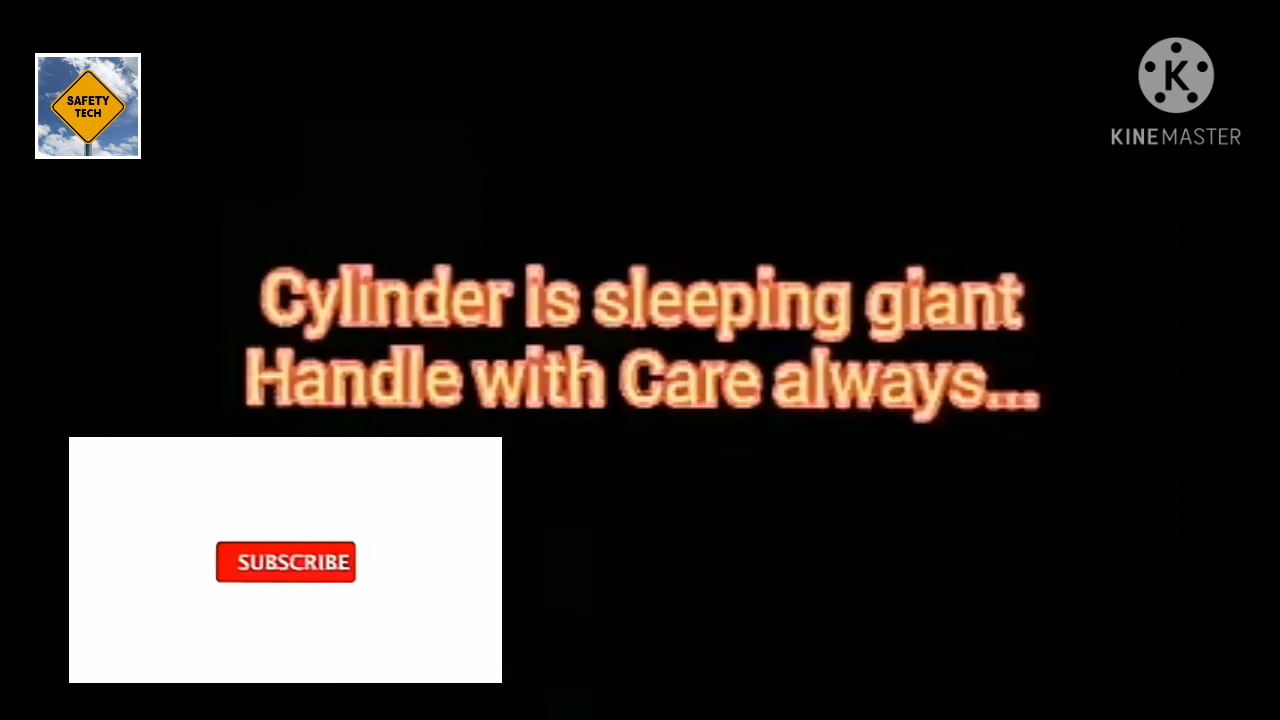 SAFETY
TECH
K
KINEMASTER
Cylinder is sleeping giant
Handle with Care always...
SUBSCRIBE